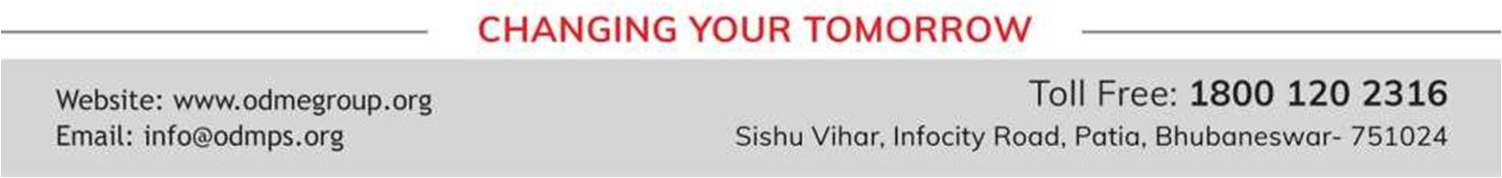 CHANGING YOUR TOMORROW
Website: www.odmegroup.org
Email: info@odmps.org
Toll Free: 1800 120 2316
Sishu Vihar, Infocity Road, Patia, Bhubaneswar- 751024